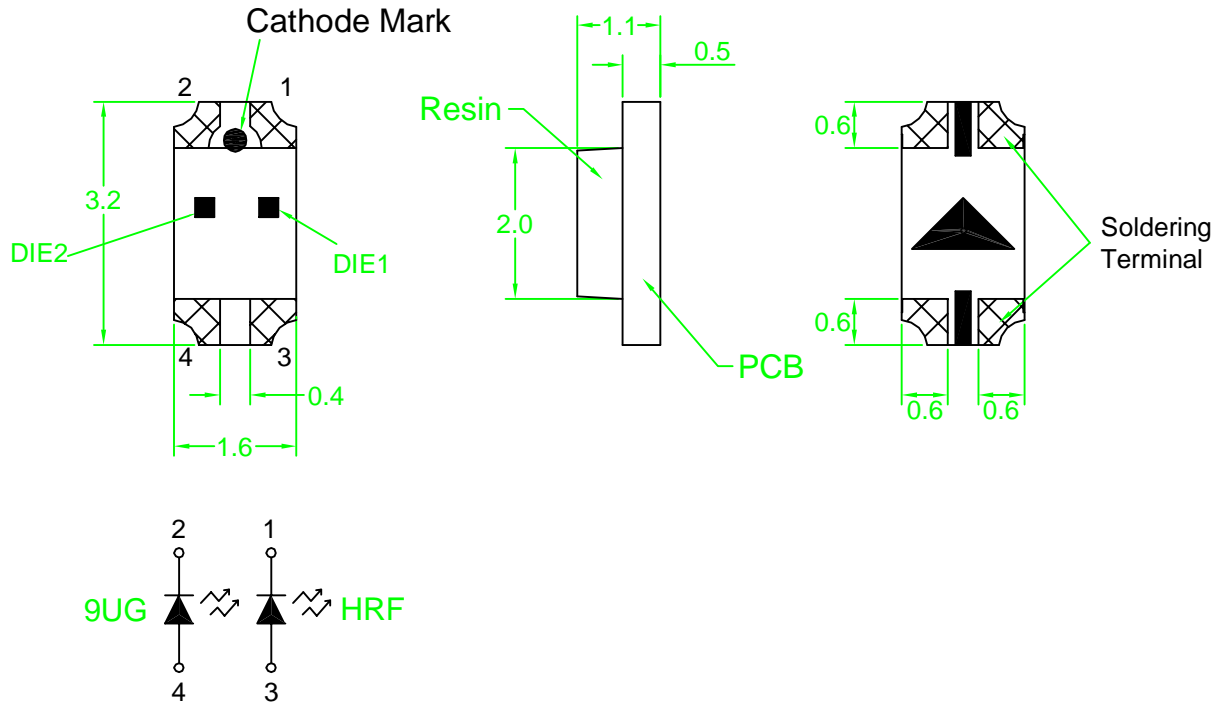 Cathode Mark
2 1
3.2
DIE2
DIE1
4 3
0.4
1.6
1.1
0.5
Resin
2.0
PCB
0.6
0.6
0.6 0.6
Soldering
Terminal
2 1
9UG HRF
4 3